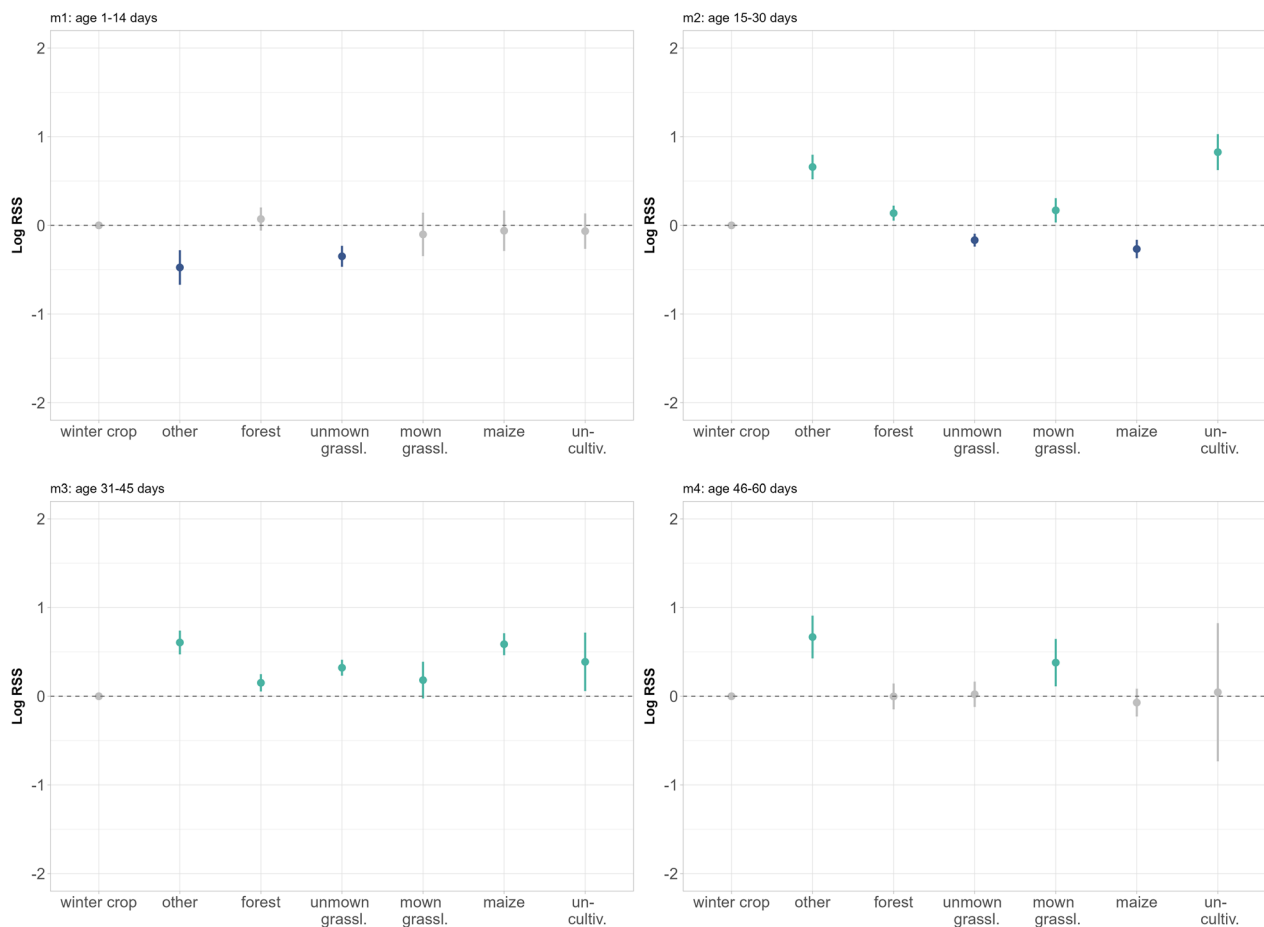 m1: age 1-14 days
Log RSS
2
1
0
-1
-2
winter crop other forest unmown grassl. mown grassl. maize un-cultiv.
m2: age 15-30 days
Log RSS
2
1
0
-1
-2
winter crop other forest unmown grassl. mown grassl. maize un-cultiv.
m3: age 31-45 days
Log RSS
2
1
0
-1
-2
winter crop other forest unmown grassl. mown grassl. maize un-cultiv.
m4: age 46-60 days
Log RSS
2
1
0
-1
-2
winter crop other forest unmown grassl. mown grassl. maize un-cultiv.